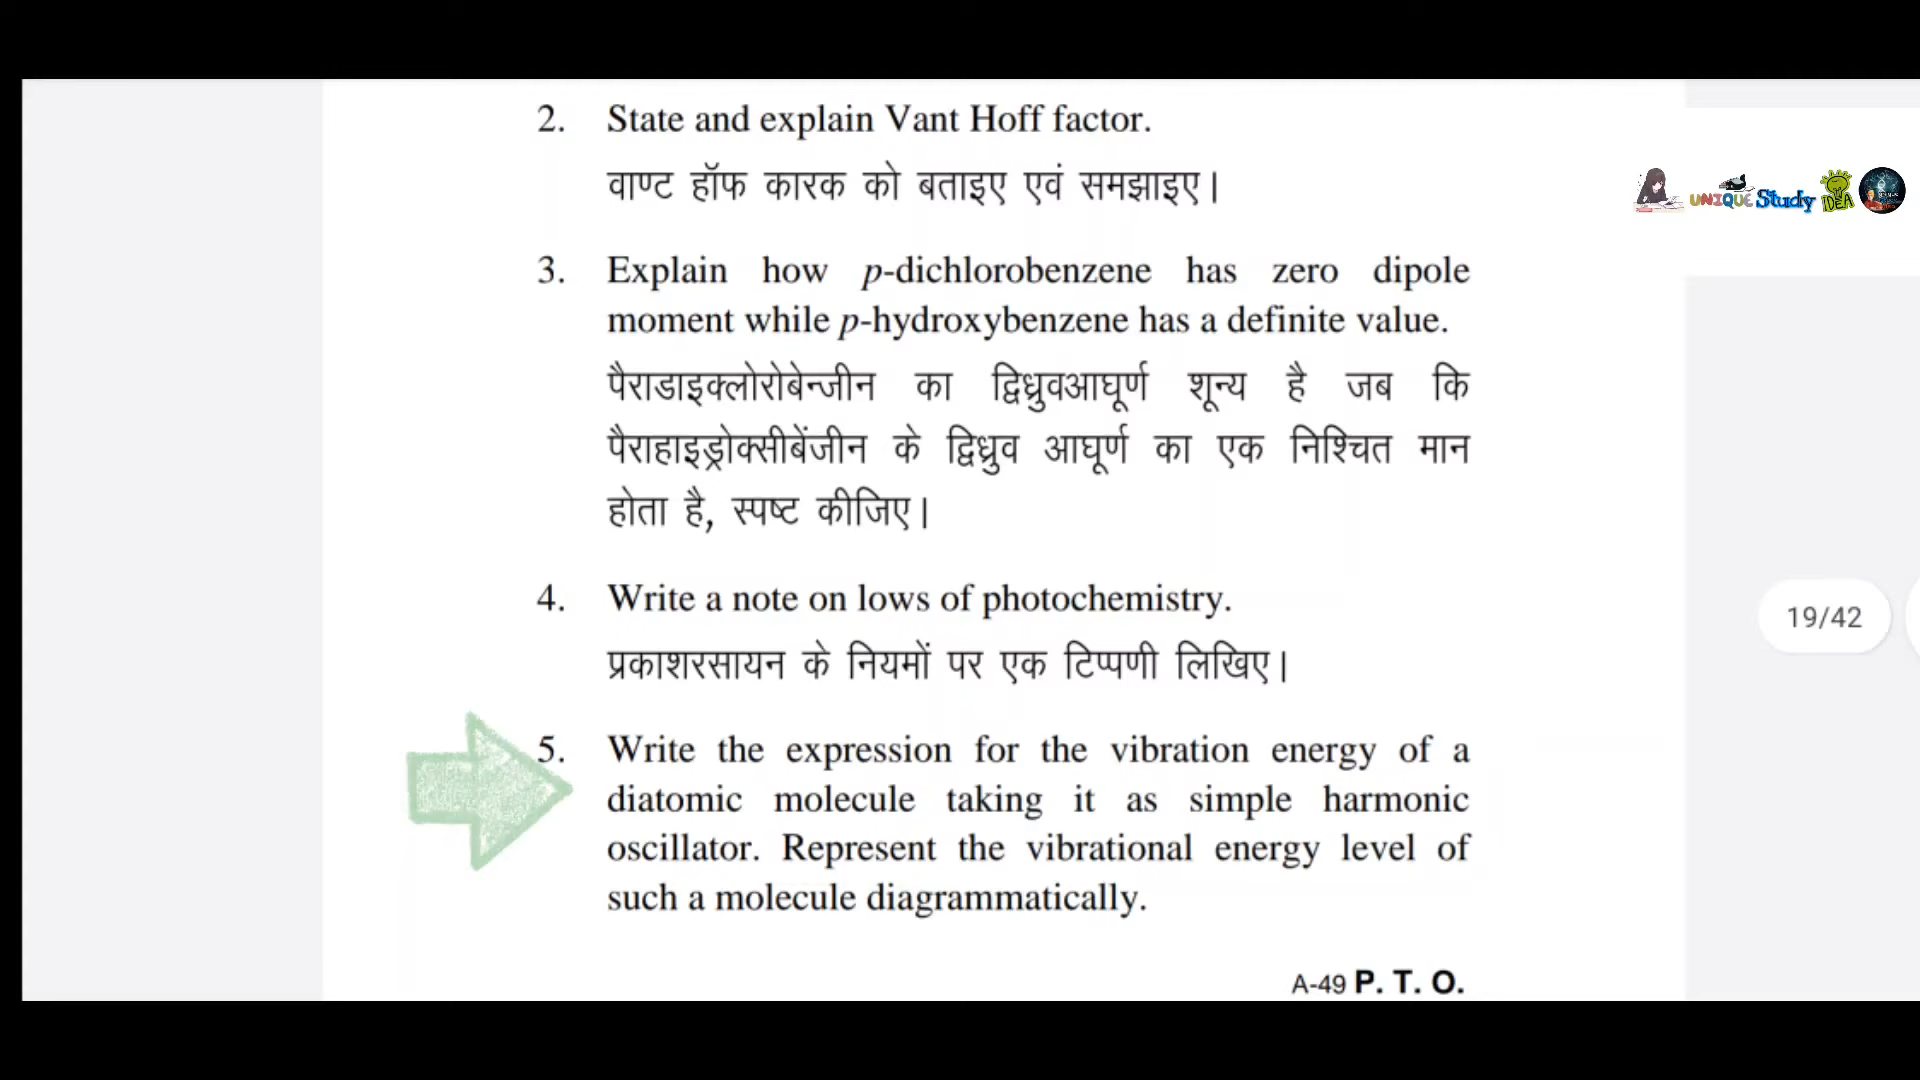 2. State and explain Vant Hoff factor.
वाण्ट हॉफ कारक को बताइए एवं समझाइए।
UNIQUE Study IDEA
3. Explain how p-dichlorobenzene has zero dipole
moment while p-hydroxybenzene has a definite value.
पैराडाइक्लोरोबेन्जीन का द्विध्रुवआघूर्ण शून्य है जब कि
पैराहाइड्रोक्सीबेंजीन के द्विध्रुव आघूर्ण का एक निश्चित मान
होता है, स्पष्ट कीजिए।
4. Write a note on lows of photochemistry.
19/42
प्रकाशरसायन के नियमों पर एक टिप्पणी लिखिए।
5. Write the expression for the vibration energy of a
diatomic molecule taking it as simple harmonic
oscillator. Represent the vibrational energy level of
such a molecule diagrammatically.
A-49 P. T. O.